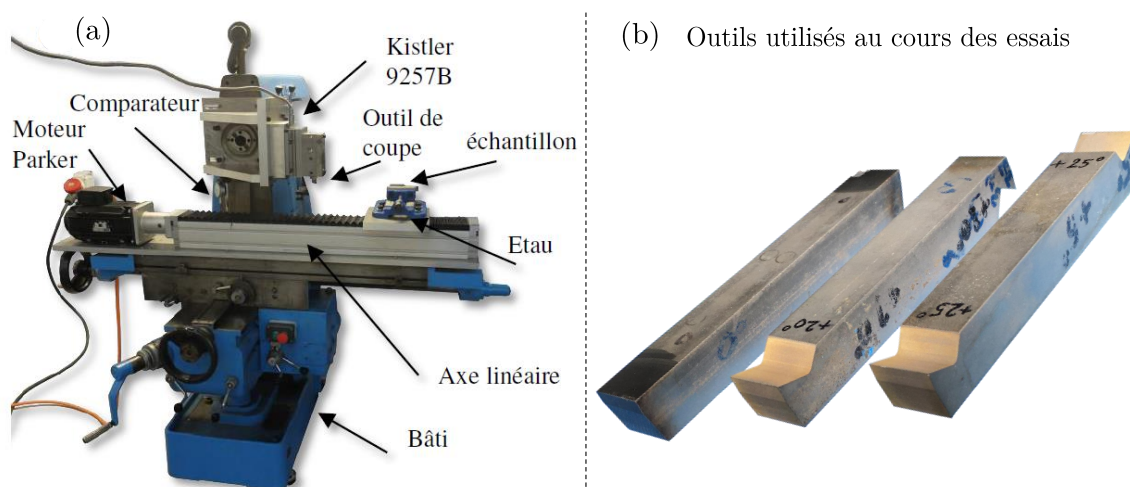 (a)
Kistler
9257B
Comparateur
Outil de
coupe
échantillon
Moteur
Parker
Etau
Axe linéaire
Bâti
(b) Outils utilisés au cours des essais
+20°
+25°
+25°